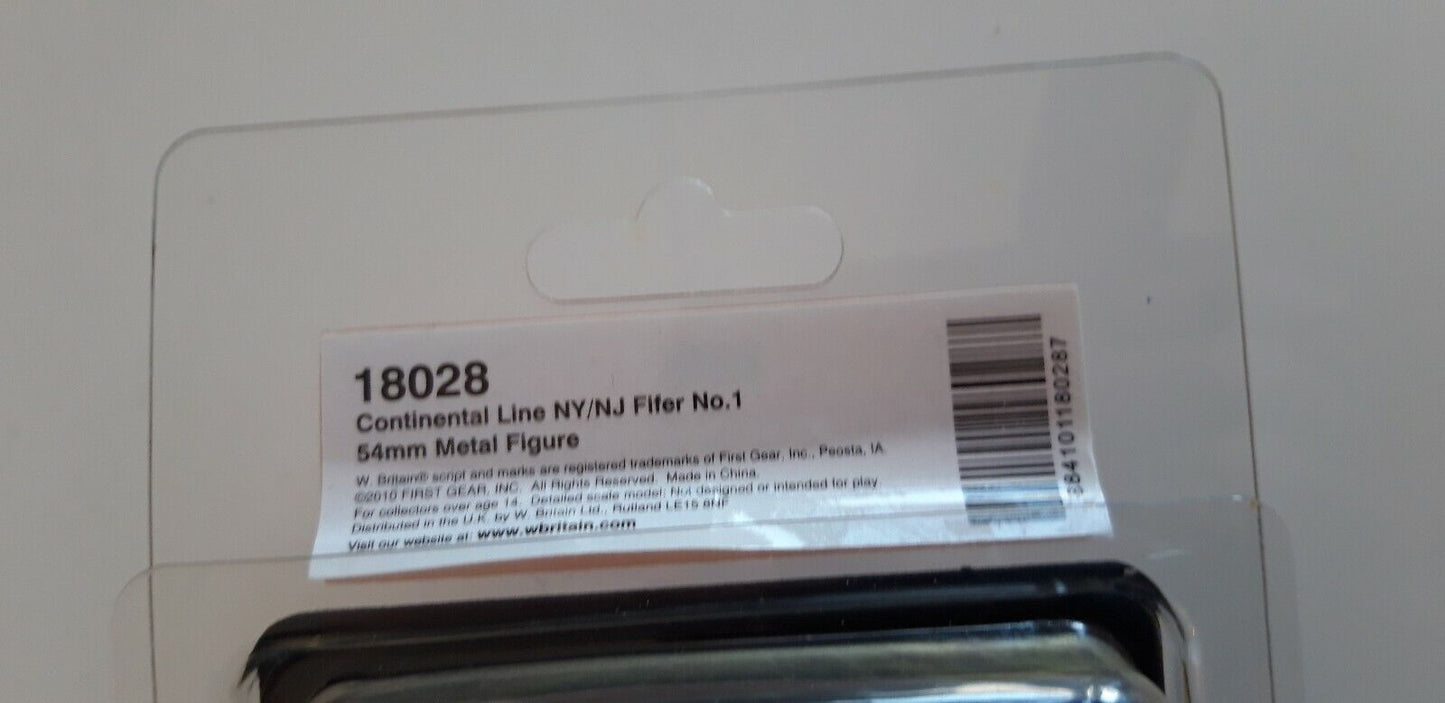 18028
Continental Line NY/NJ Fifer No.1
54mm Metal Figure
W. Britain® script and marks are registered trademarks of First Gear, Inc., Peosta, IA
©2010 FIRST GEAR, INC. All Rights Reserved. Made in China.
For collectors over age 14. Detailed scale model: Not designed or intended for play
Distributed in the U.K. by W. Britain Ltd., Rutland LE15 8NF
Visit our website at: www.wbritain.com
884101180287